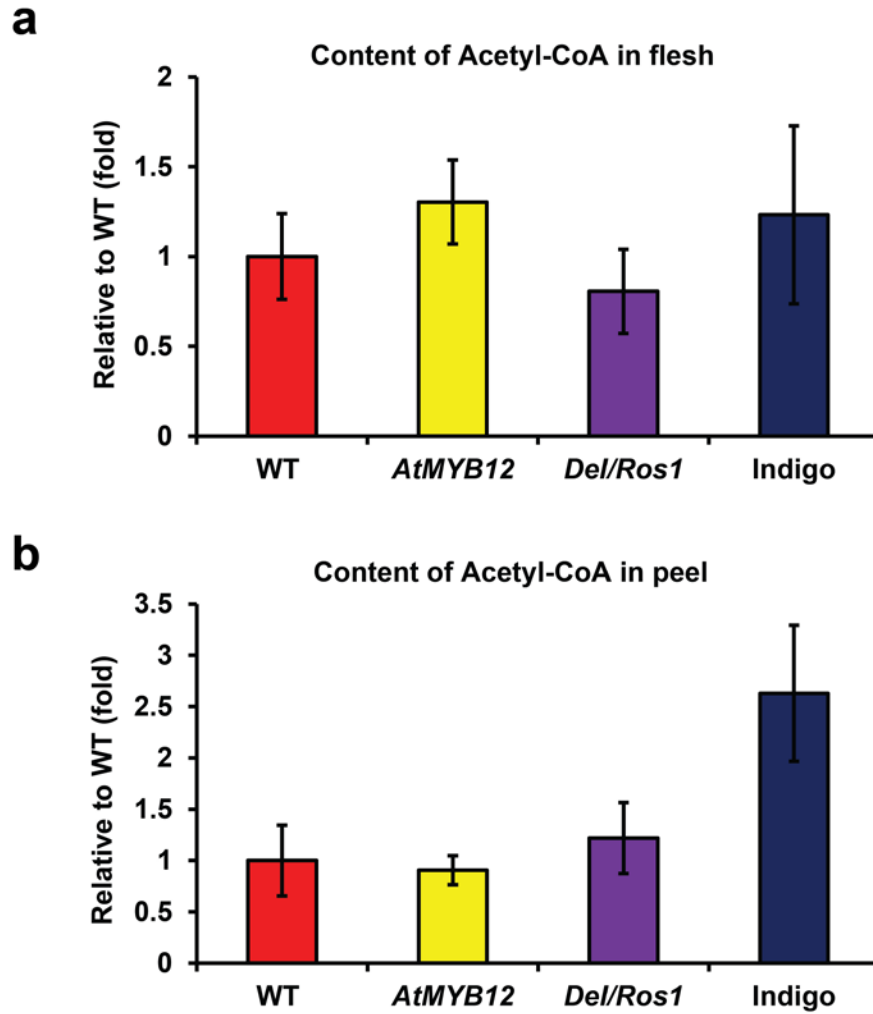 a
Content of Acetyl-CoA in flesh
Relative to WT (fold)
2
1.5
1
0.5
0
WT AtMYB12 Del/Ros1 Indigo
b
Content of Acetyl-CoA in peel
Relative to WT (fold)
3.5
3
2.5
2
1.5
1
0.5
0
WT AtMYB12 Del/Ros1 Indigo